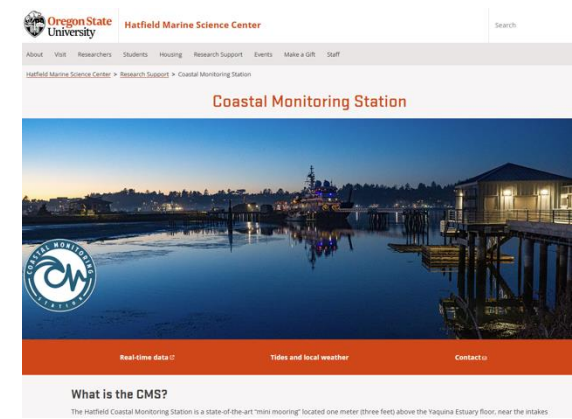 Oregon State
University
Hatfield Marine Science Center
Search
About Visit Researchers Students Housing Research Support Events Make a Gift Staff
Hatfield Marine Science Center > Research Support > Coastal Monitoring Station
Coastal Monitoring Station
COASTAL MONITORING
STATION
Real-time data
Tides and local weather
Contact
What is the CMS?
The Hatfield Coastal Monitoring Station is a state-of-the-art "mini mooring" located one meter (three feet) above the Yaquina Estuary floor, near the intakes